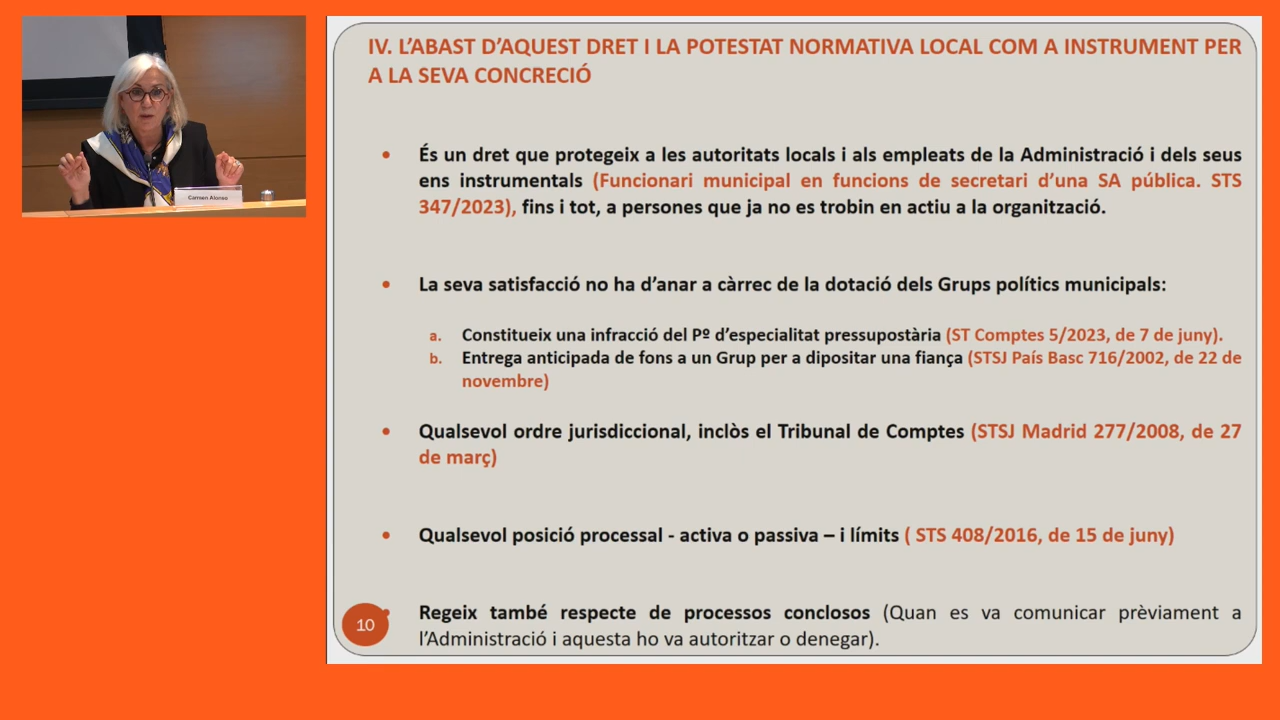 IV. L'ABAST D'AQUEST DRET I LA POTESTAT NORMATIVA LOCAL COM A INSTRUMENT PER
A LA SEVA CONCRECIÓ
• És un dret que protegeix a les autoritats locals i als empleats de la Administració i dels seus
ens instrumentals (Funcionari municipal en funcions de secretari d'una SA pública. STS
347/2023), fins i tot, a persones que ja no es trobin en actiu a la organització.
• La seva satisfacció no ha d'anar a càrrec de la dotació dels Grups polítics municipals:
a. Constitueix una infracció del Pº d'especialitat pressupostària (ST Comptes 5/2023, de 7 de juny).
b. Entrega anticipada de fons a un Grup per a dipositar una fiança (STSJ País Basc 716/2002, de 22 de
novembre)
• Qualsevol ordre jurisdiccional, inclòs el Tribunal de Comptes (STSJ Madrid 277/2008, de 27
de març)
• Qualsevol posició processal - activa o passiva – i límits ( STS 408/2016, de 15 de juny)
• Regeix també respecte de processos conclosos (Quan es va comunicar prèviament a
l'Administració i aquesta ho va autoritzar o denegar).
10
Carmen Alonso